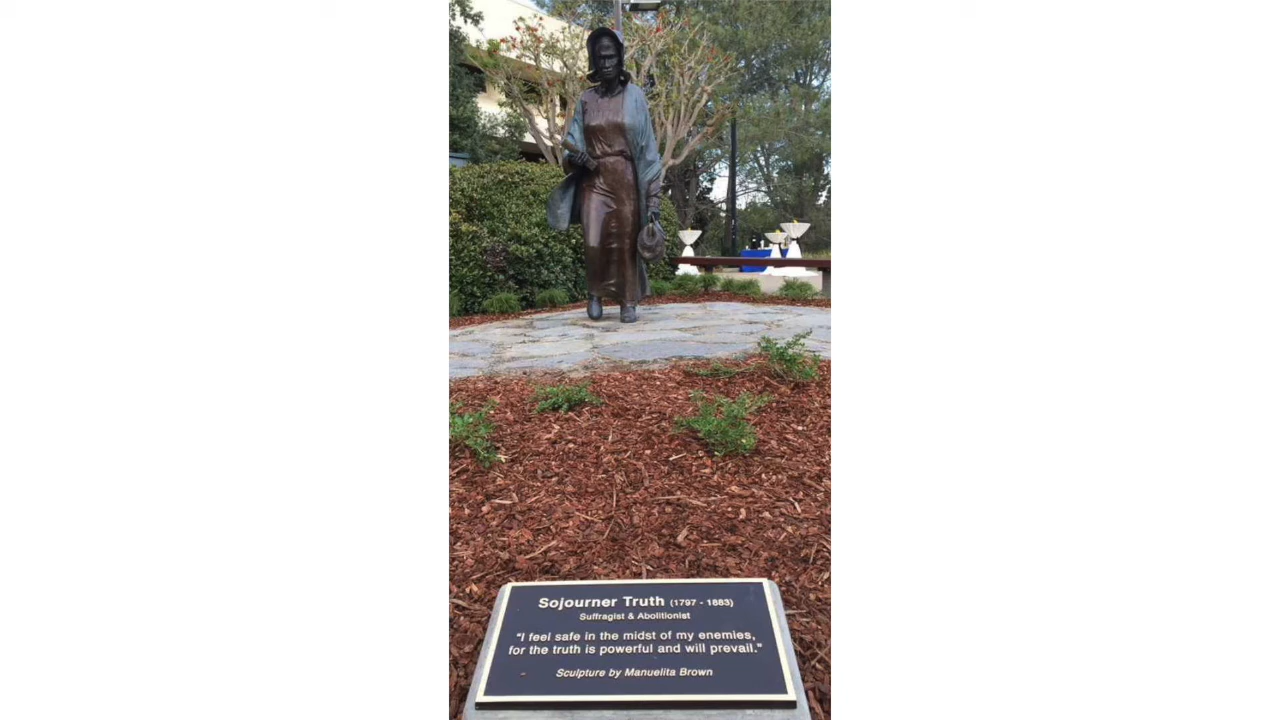 Sojourner Truth (1797 - 1883)
Suffragist & Abolitionist
"I feel safe in the midst of my enemies,
for the truth is powerful and will prevail."
Sculpture by Manuelita Brown